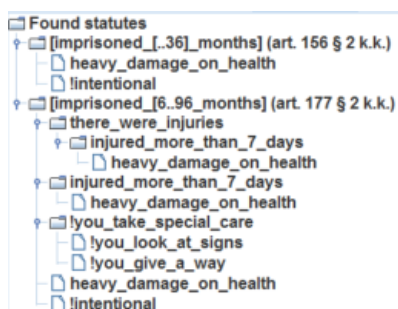 Found statutes
[imprisoned_[..36]_months] (art. 156 § 2 k.k.)
heavy_damage_on_health
!intentional
[imprisoned_[6..96_months] (art. 177 § 2 k.k.)
there_were_injuries
injured_more_than_7_days
heavy_damage_on_health
injured_more_than_7_days
heavy_damage_on_health
!you_take_special_care
!you_look_at_signs
!you_give_a_way
heavy_damage_on_health
!intentional